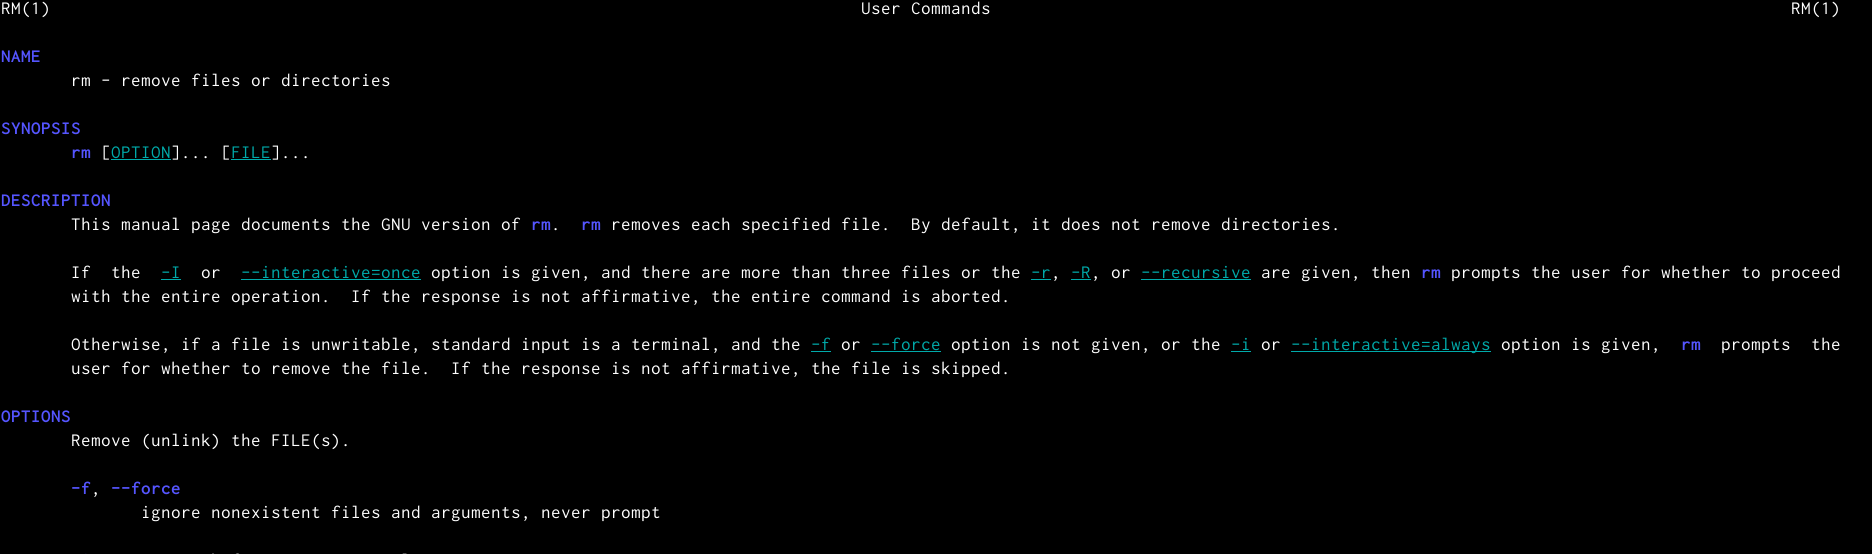 RM(1) User Commands RM(1)
NAME
rm - remove files or directories
SYNOPSIS
rm [OPTION]... [FILE]...
DESCRIPTION
This manual page documents the GNU version of rm.  rm removes each specified file.  By default, it does not remove directories.
If  the  -I  or  --interactive=once option is given, and there are more than three files or the -r, -R, or --recursive are given, then rm prompts the user for whether to proceed
with the entire operation.  If the response is not affirmative, the entire command is aborted.
Otherwise, if a file is unwritable, standard input is a terminal, and the -f or --force option is not given, or the -i or --interactive=always option is given,  rm  prompts  the
user for whether to remove the file.  If the response is not affirmative, the file is skipped.
OPTIONS
Remove (unlink) the FILE(s).
-f, --force
ignore nonexistent files and arguments, never prompt